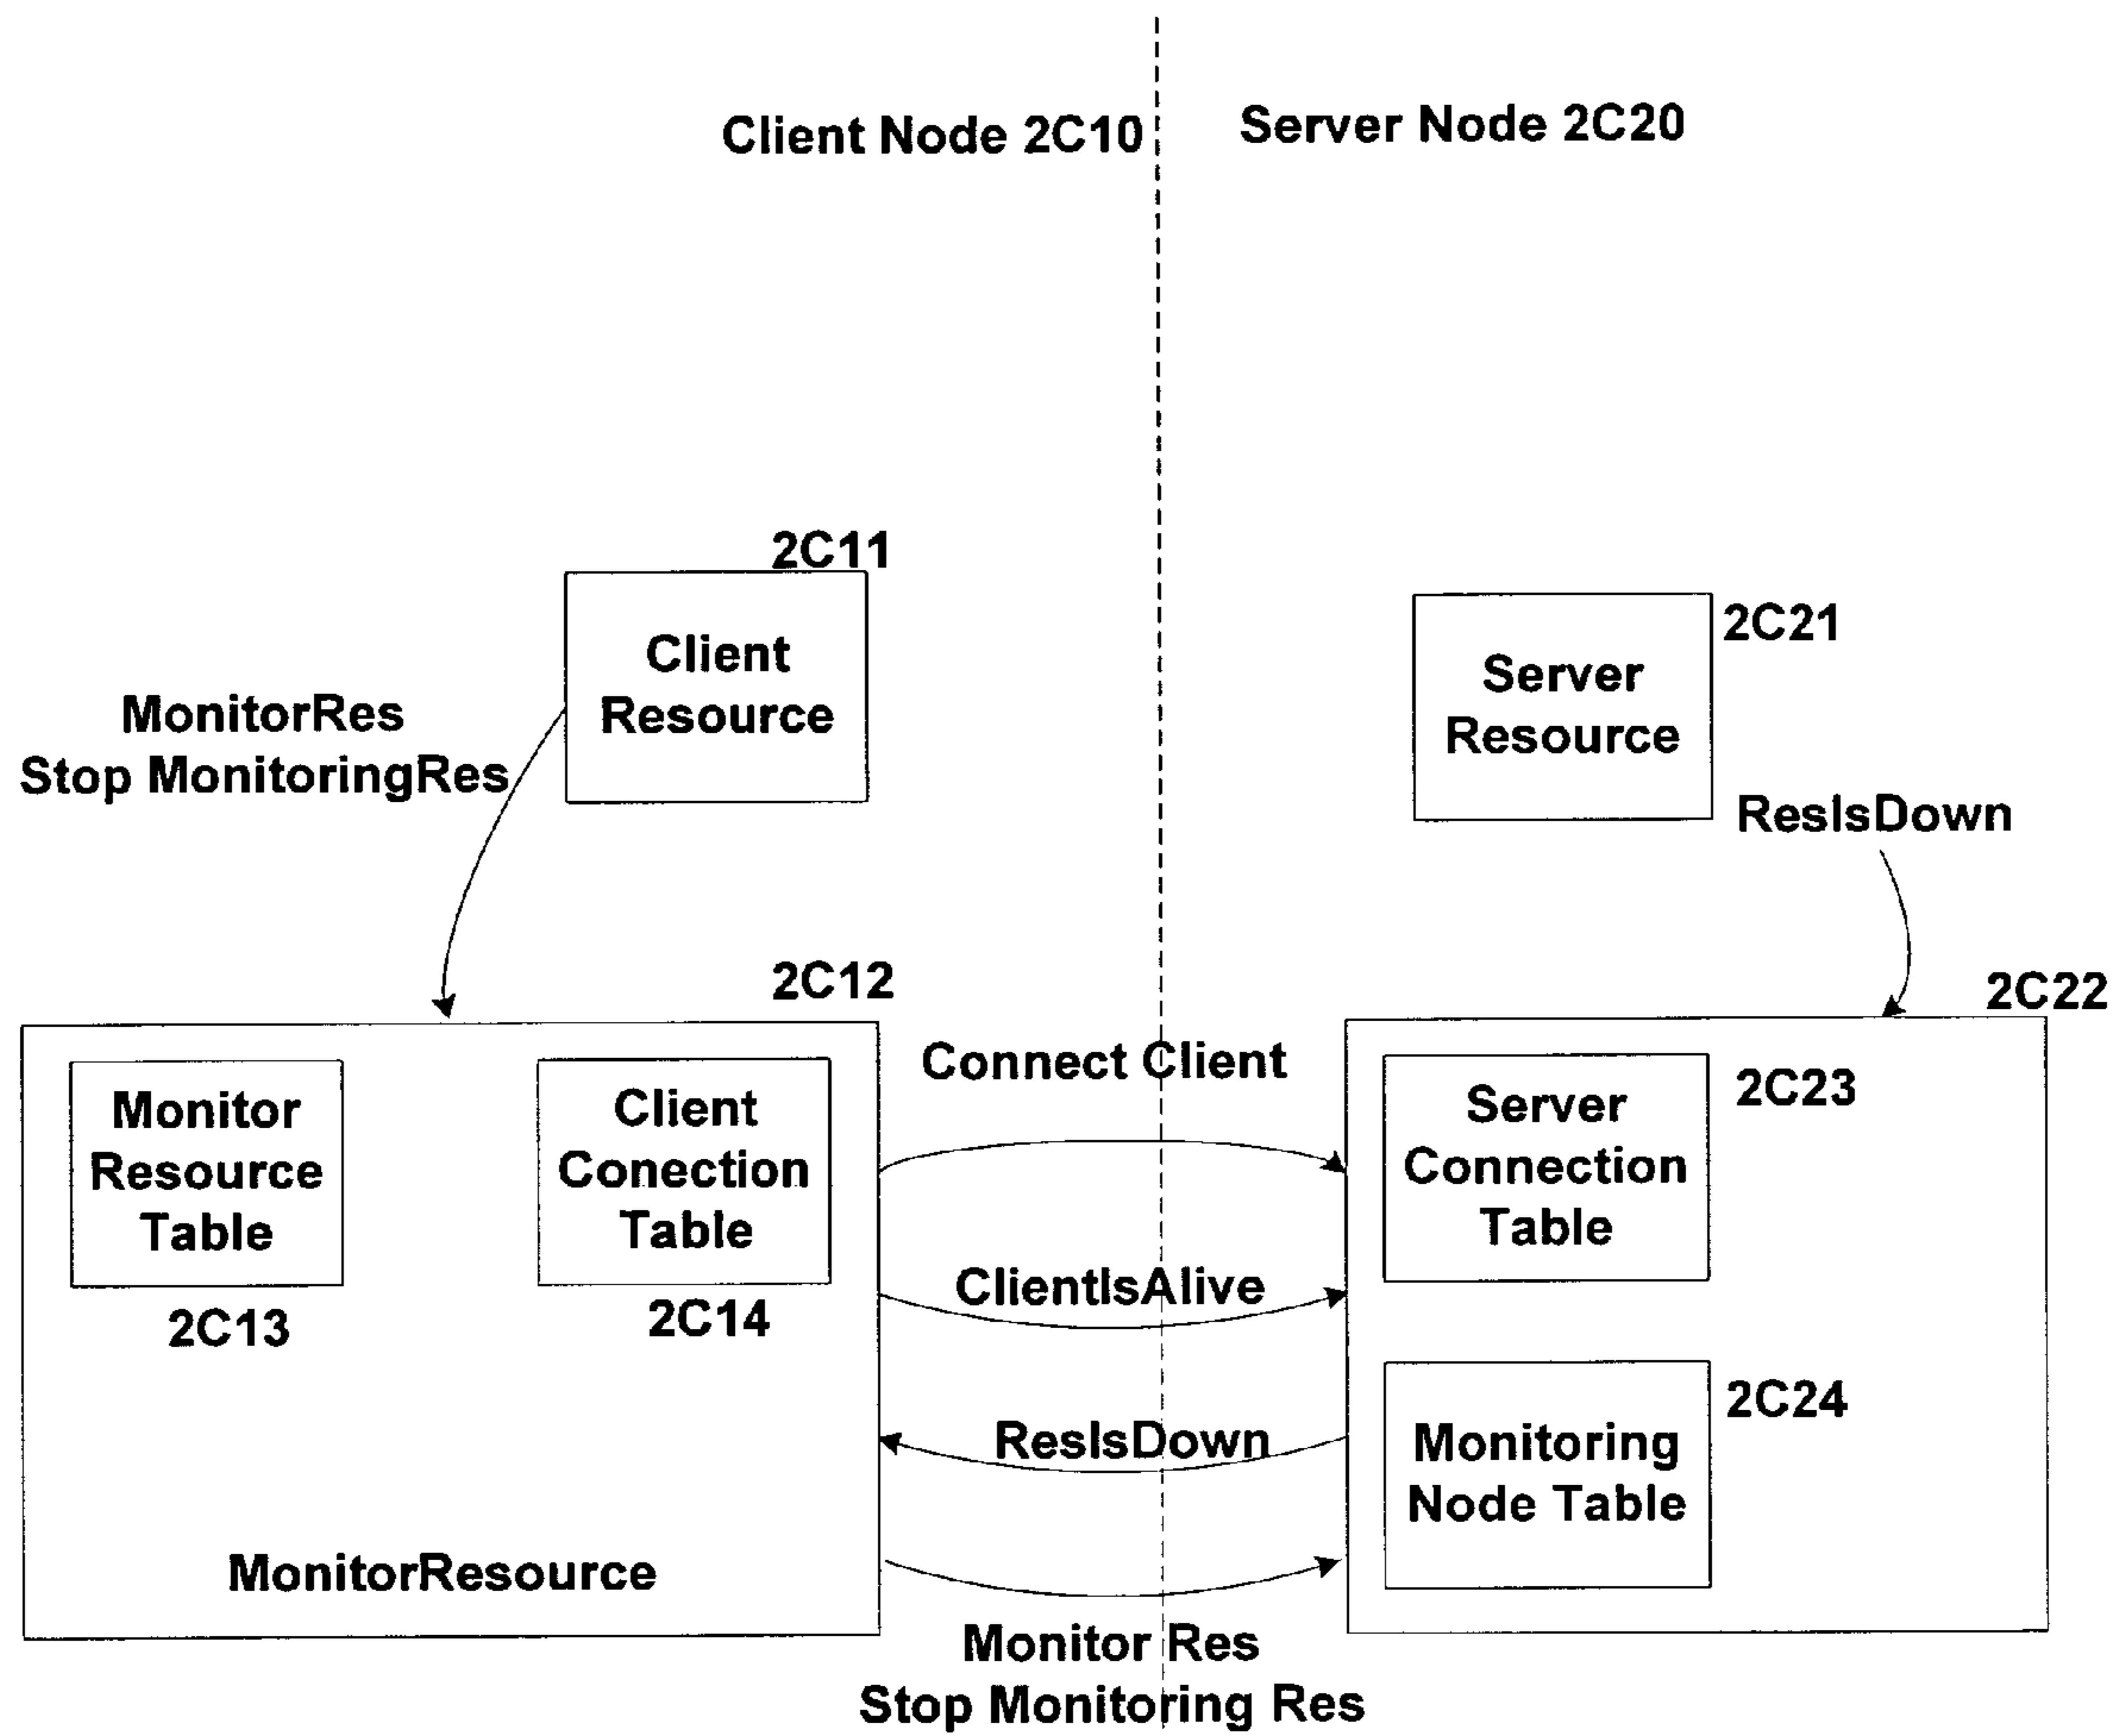 Client Node 2C10
Server Node 2C20
2C11
Client
Resource
2C21
Server
Resource
MonitorRes
Stop MonitoringRes
ResIsDown
2C12
2C22
Monitor
Resource
Table
2C13
Client
Conection
Table
2C14
MonitorResource
Connect Client
ClientIsAlive
ResIsDown
Monitor Res
Stop Monitoring Res
Server
Connection
Table
2C23
Monitoring
Node Table
2C24